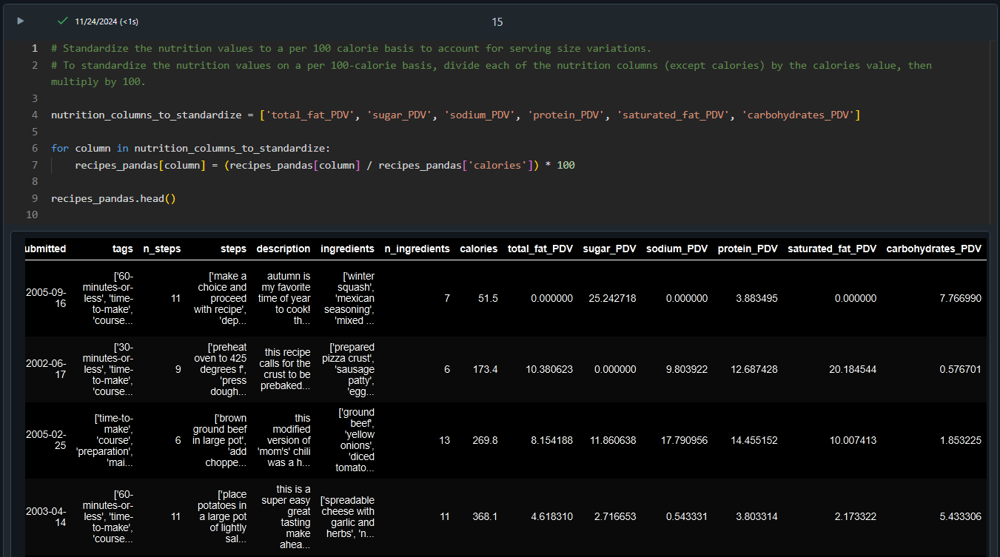 11/24/2024 (<1s)
15
1 # Standardize the nutrition values to a per 100 calorie basis to account for serving size variations.
2 # To standardize the nutrition values on a per 100-calorie basis, divide each of the nutrition columns (except calories) by the calories value, then
multiply by 100.
3
4 nutrition_columns_to_standardize = ['total_fat_PDV', 'sugar_PDV', 'sodium_PDV', 'protein_PDV', 'saturated_fat_PDV', 'carbohydrates_PDV']
5
6 for column in nutrition_columns_to_standardize:
7     recipes_pandas[column] = (recipes_pandas[column] / recipes_pandas['calories']) * 100
8
9 recipes_pandas.head()
10
ubmitted tags n_steps steps description ingredients n_ingredients calories total_fat_PDV sugar_PDV sodium_PDV protein_PDV saturated_fat_PDV carbohydrates_PDV
2005-09-
16
['60-
minutes-or-
less', 'time-
to-make',
'course...
11
['make a
choice and
proceed
with recipe',
'dep...
autumn is
my favorite
time of year
to cook!
th...
['winter
squash',
'mexican
seasoning',
'mixed ...
7 51.5 0.000000 25.242718 0.000000 3.883495 0.000000 7.766990
2002-06-
17
['30-
minutes-or-
less', 'time-
to-make',
'course...
9
['preheat
oven to 425
degrees f',
'press
dough...
this recipe
calls for the
crust to be
prebaked...
['prepared
pizza crust',
'sausage
patty',
'egg...
6 173.4 10.380623 0.000000 9.803922 12.687428 20.184544 0.576701
2005-02-
25
['time-to-
make',
'course',
'preparation',
'mai...
6
['brown
ground beef
in large pot',
'add
choppe...
this
modified
version of
'mom's' chili
was a h...
['ground
beef',
'yellow
onions',
'diced
tomato...
13 269.8 8.154188 11.860638 17.790956 14.455152 10.007413 1.853225
2003-04-
14
['60-
minutes-or-
less', 'time-
to-make',
'course...
11
['place
potatoes in
a large pot
of lightly
sal...
this is a
super easy
great
tasting
make
ahea...
['spreadable
cheese with
garlic and
herbs', 'n...
11 368.1 4.618310 2.716653 0.543331 3.803314 2.173322 5.433306